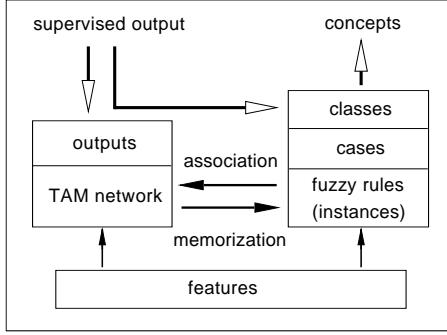 supervised output
concepts
outputs
TAM network
association
memorization
classes
cases
fuzzy rules
(instances)
features